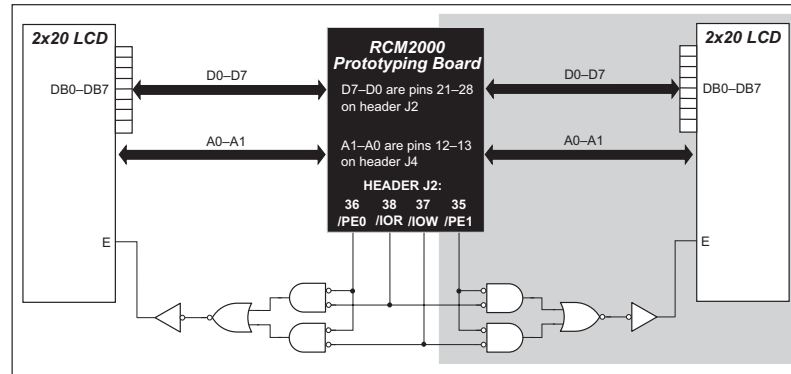 2x20 LCD
DB0–DB7
E
D0–D7
A0–A1
RCM2000
Prototyping Board
D7–D0 are pins 21–28
on header J2
A1–A0 are pins 12–13
on header J4
HEADER J2:
36 38 37 35
/PE0 /IOR /IOW /PE1
D0–D7
A0–A1
2x20 LCD
DB0–DB7
E